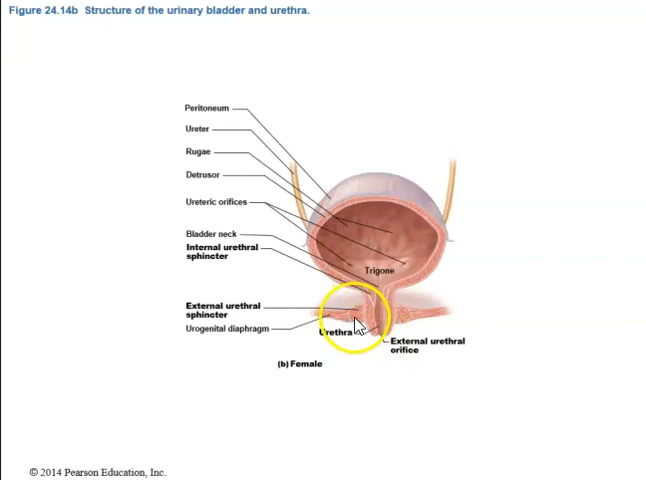 Figure 24.14b Structure of the urinary bladder and urethra.
Peritoneum
Ureter
Rugae
Detrusor
Ureteric orifices
Bladder neck
Internal urethral
sphincter
Trigone
External urethral
sphincter
Urogenital diaphragm
Urethra
External urethral
orifice
(b) Female
© 2014 Pearson Education, Inc.